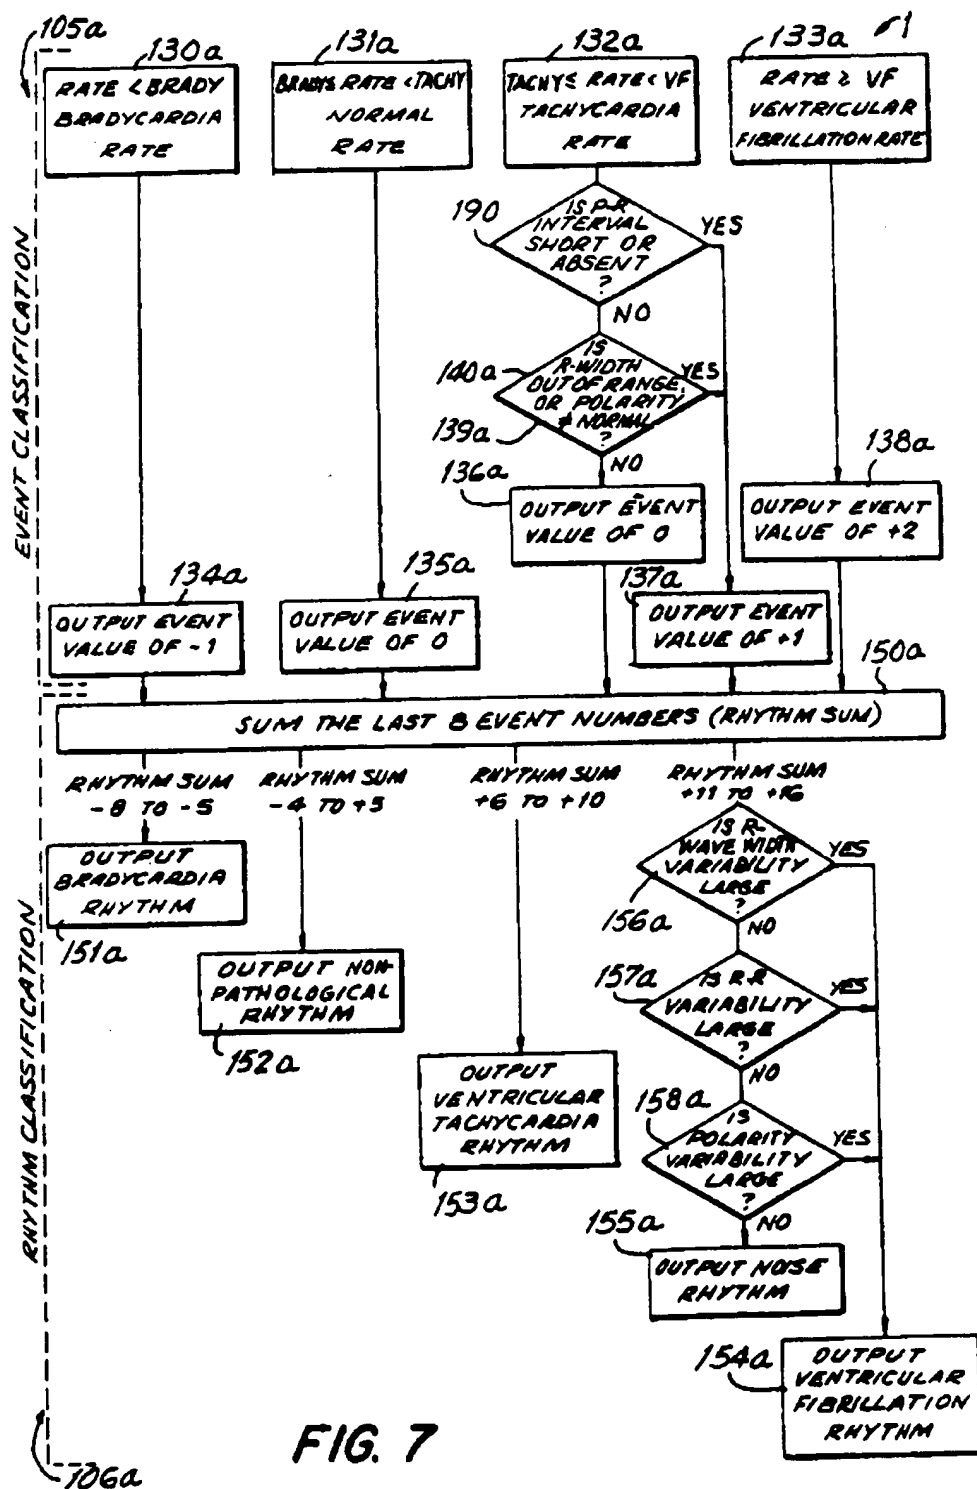 105a
130a
RATE < BRADY
BRADYCARDIA
RATE
131a
BRADY≤ RATE < TACHY
NORMAL
RATE
132a
TACHY ≤ RATE < VF
TACHYCARDIA
RATE
133a
RATE ≥ VF
VENTRICULAR
FIBRILLATION RATE
1
EVENT CLASSIFICATION
190
IS P-R
INTERVAL
SHORT OR
ABSENT
?
YES
NO
140a
139a
IS
R-WIDTH
OUT OF RANGE,
OR POLARITY
≠ NORMAL
?
YES
NO
136a
OUTPUT EVENT
VALUE OF 0
138a
OUTPUT EVENT
VALUE OF +2
134a
OUTPUT EVENT
VALUE OF -1
135a
OUTPUT EVENT
VALUE OF 0
137a
OUTPUT EVENT
VALUE OF +1
150a
SUM THE LAST 8 EVENT NUMBERS (RHYTHM SUM)
RHYTHM CLASSIFICATION
RHYTHM SUM
-8 TO -5
RHYTHM SUM
-4 TO +5
RHYTHM SUM
+6 TO +10
RHYTHM SUM
+11 TO +16
OUTPUT
BRADYCARDIA
RHYTHM
151a
OUTPUT NON-
PATHOLOGICAL
RHYTHM
152a
OUTPUT
VENTRICULAR
TACHYCARDIA
RHYTHM
153a
IS R-
WAVE WIDTH
VARIABILITY
LARGE
?
YES
156a
NO
157a
IS R-R
VARIABILITY
LARGE
?
YES
NO
158a
IS
POLARITY
VARIABILITY
LARGE
?
YES
NO
155a
OUTPUT NOISE
RHYTHM
154a
OUTPUT
VENTRICULAR
FIBRILLATION
RHYTHM
FIG. 7
106a